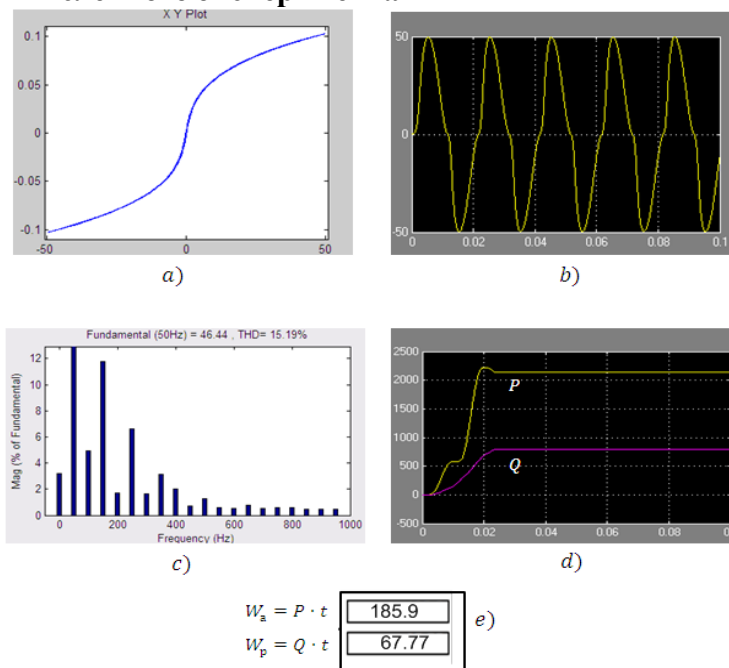 X Y Plot
0.1
0.05
0
-0.05
-0.1
-50 0 50
a)
50
0
50
0 0.02 0.04 0.06 0.08 0.1
b)
Fundamental (50Hz) = 46.44 , THD= 15.19%
Mag (% of Fundamental)
12
10
8
6
4
2
0
0 200 400 600 800 1000
Frequency (Hz)
c)
2500
2000
1500
1000
500
0
-500
P
Q
0 0.02 0.04 0.06 0.08
d)
Wa = P · t 185.9
Wp = Q · t 67.77
e)